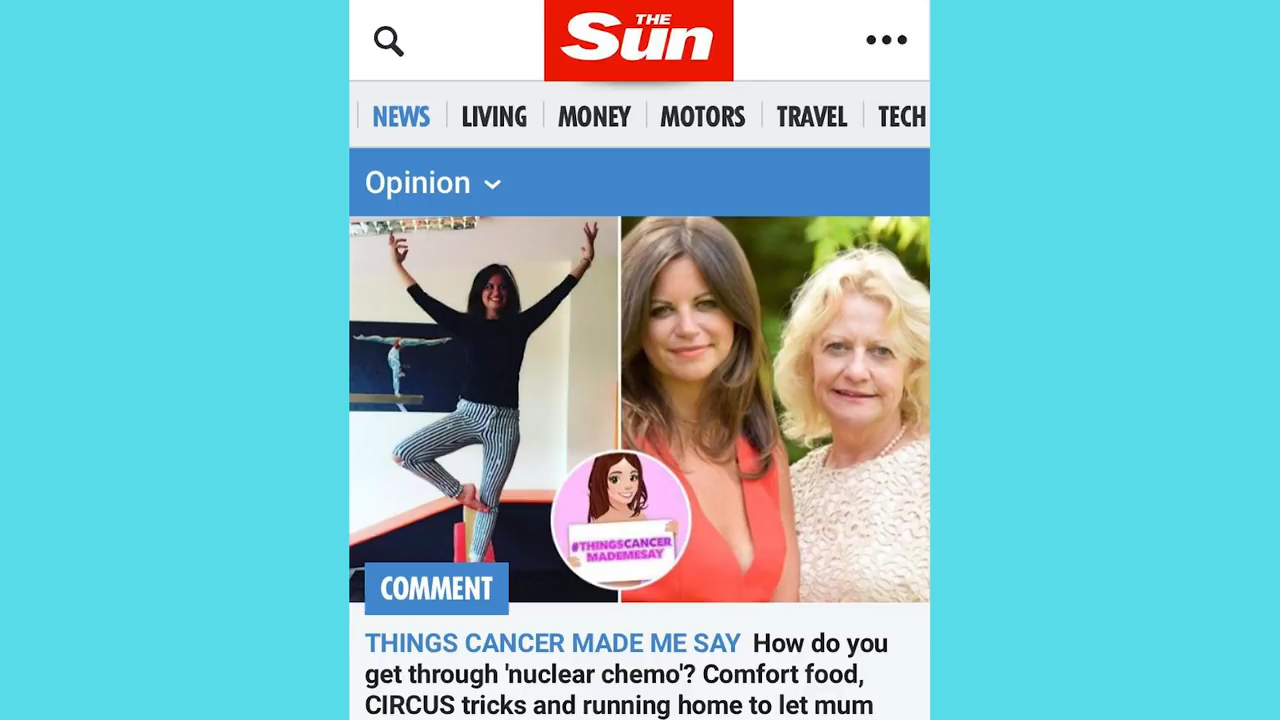 THE
Sun
NEWS LIVING MONEY MOTORS TRAVEL TECH
Opinion
#THINGSCANCER
MADEMESAY
COMMENT
THINGS CANCER MADE ME SAY How do you
get through 'nuclear chemo'? Comfort food,
CIRCUS tricks and running home to let mum